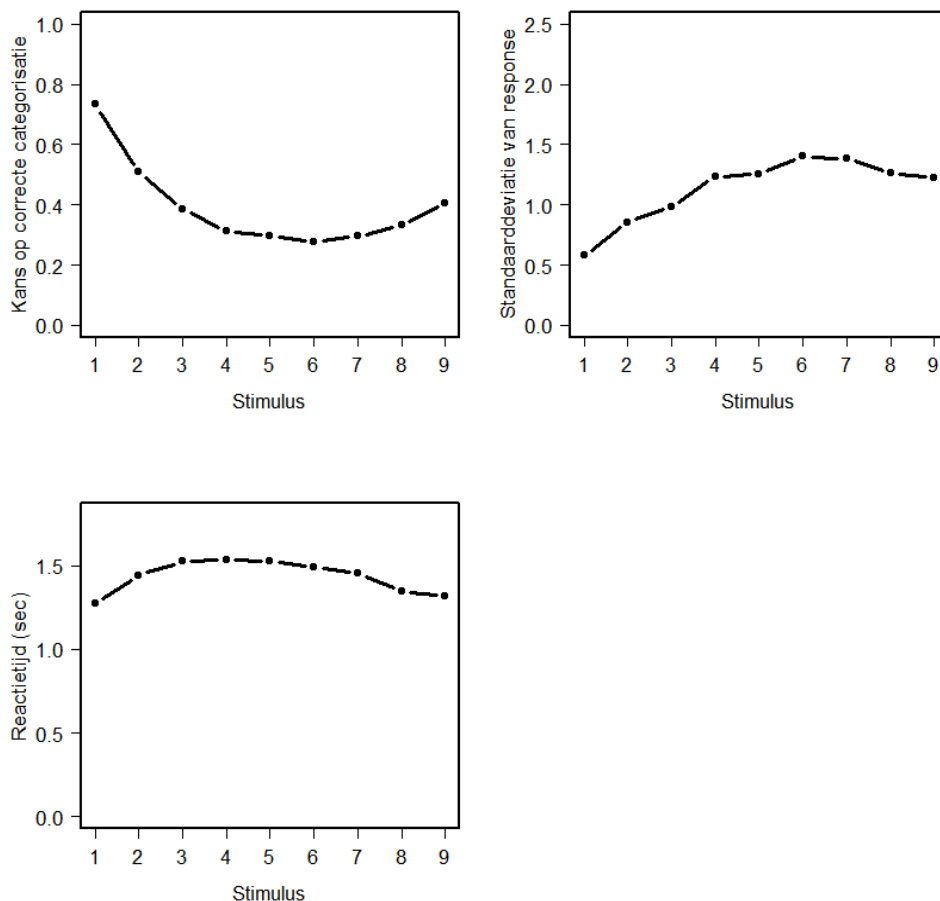 Kans op correcte categorisatie
1.0
0.8
0.6
0.4
0.2
0.0
1 2 3 4 5 6 7 8 9
Stimulus
Standaarddeviatie van response
2.5
2.0
1.5
1.0
0.5
0.0
1 2 3 4 5 6 7 8 9
Stimulus
Reactietijd (sec)
1.5
1.0
0.5
0.0
1 2 3 4 5 6 7 8 9
Stimulus